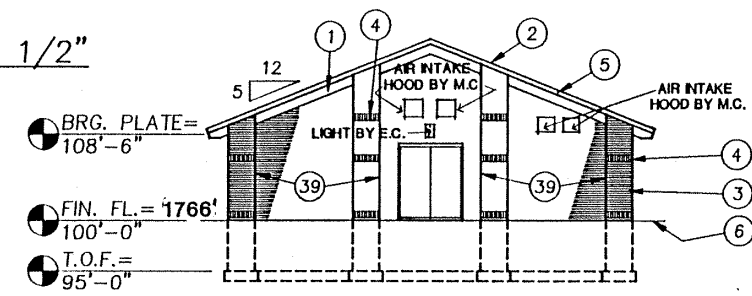 1/2"
12
5
1
4
2
5
AIR INTAKE
HOOD BY M.C
AIR INTAKE
HOOD BY M.C.
LIGHT BY E.C.
BRG. PLATE=
108'-6"
4
39
39
3
FIN. FL.= 1766'
100'-0"
6
T.O.F.=
95'-0"